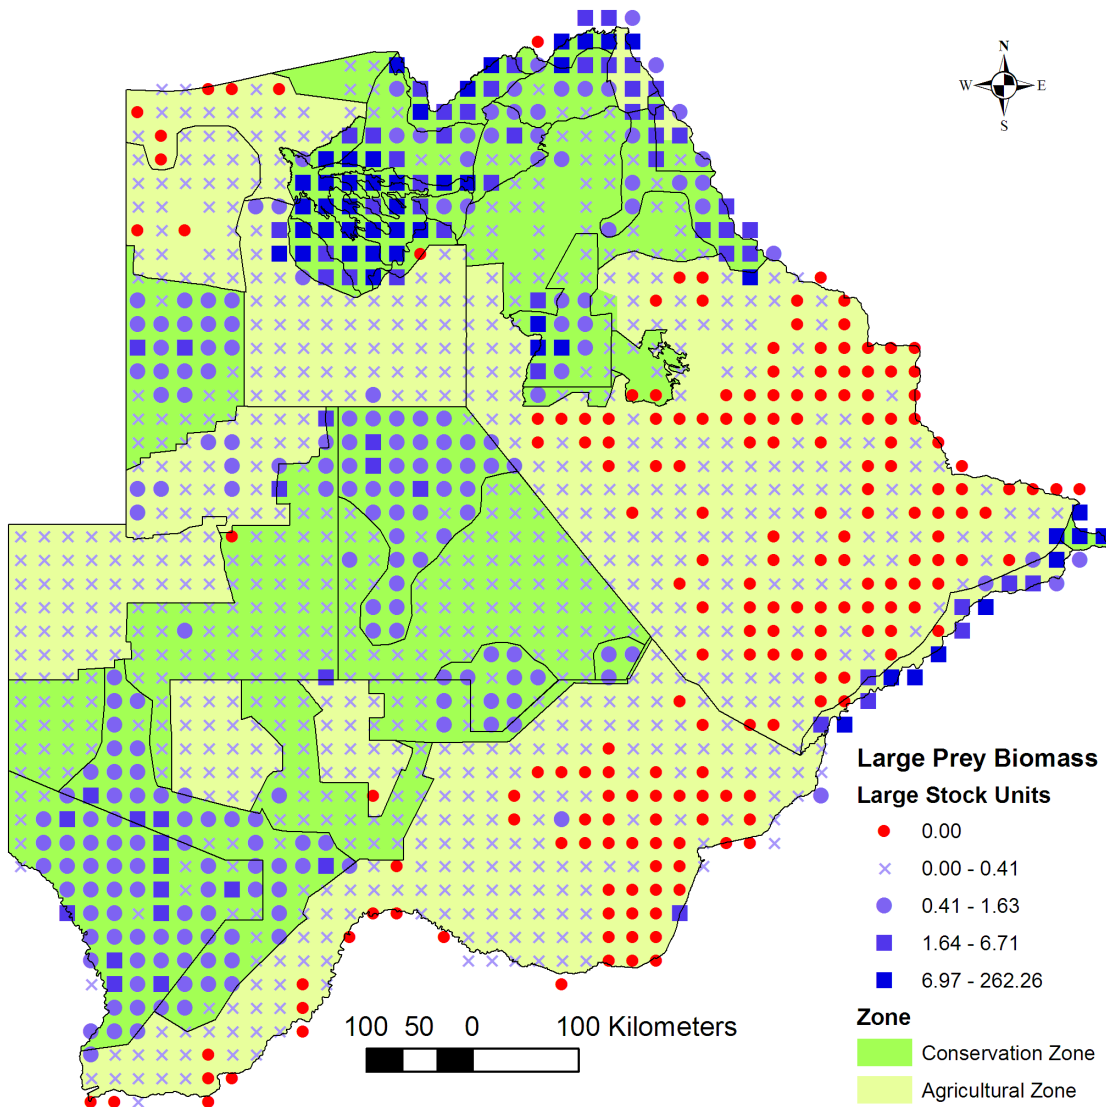 N
W E
S
Large Prey Biomass
Large Stock Units
0.00
0.00 - 0.41
0.41 - 1.63
1.64 - 6.71
6.97 - 262.26
Zone
Conservation Zone
Agricultural Zone
100 50 0 100 Kilometers